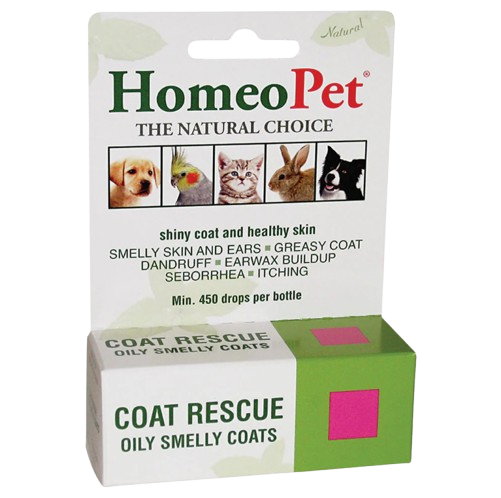 Natural
HomeoPet®
THE NATURAL CHOICE
shiny coat and healthy skin
SMELLY SKIN AND EARS ▪ GREASY COAT
DANDRUFF ▪ EARWAX BUILDUP
SEBORRHEA ▪ ITCHING
Min. 450 drops per bottle
COAT RESCUE
OILY SMELLY COATS
COAT RESCUE
OILY SMELLY COATS